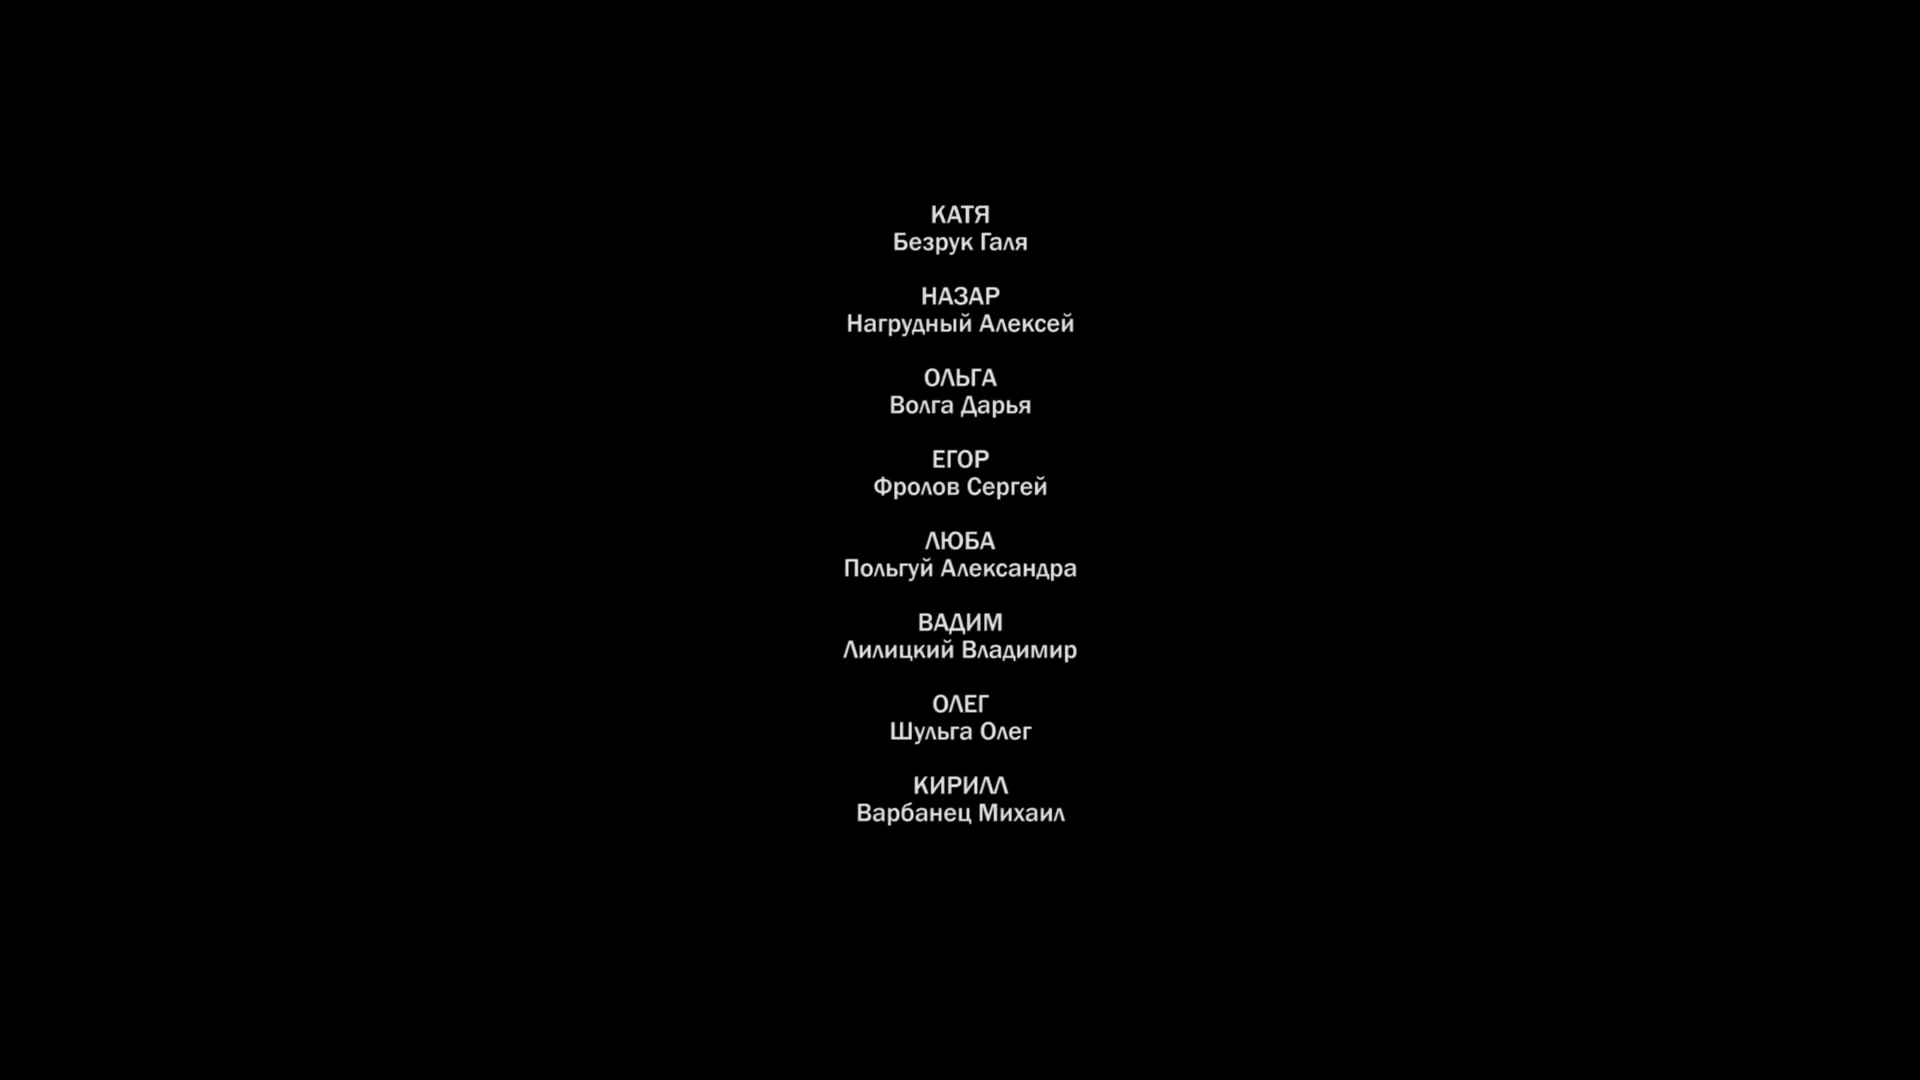 КАТЯ
Безрук Галя
НАЗАР
Нагрудный Алексей
ОЛЬГА
Волга Дарья
ЕГОР
Фролов Сергей
ЛЮБА
Польгуй Александра
ВАДИМ
Лилицкий Владимир
ОЛЕГ
Шульга Олег
КИРИЛЛ
Варбанец Михаил